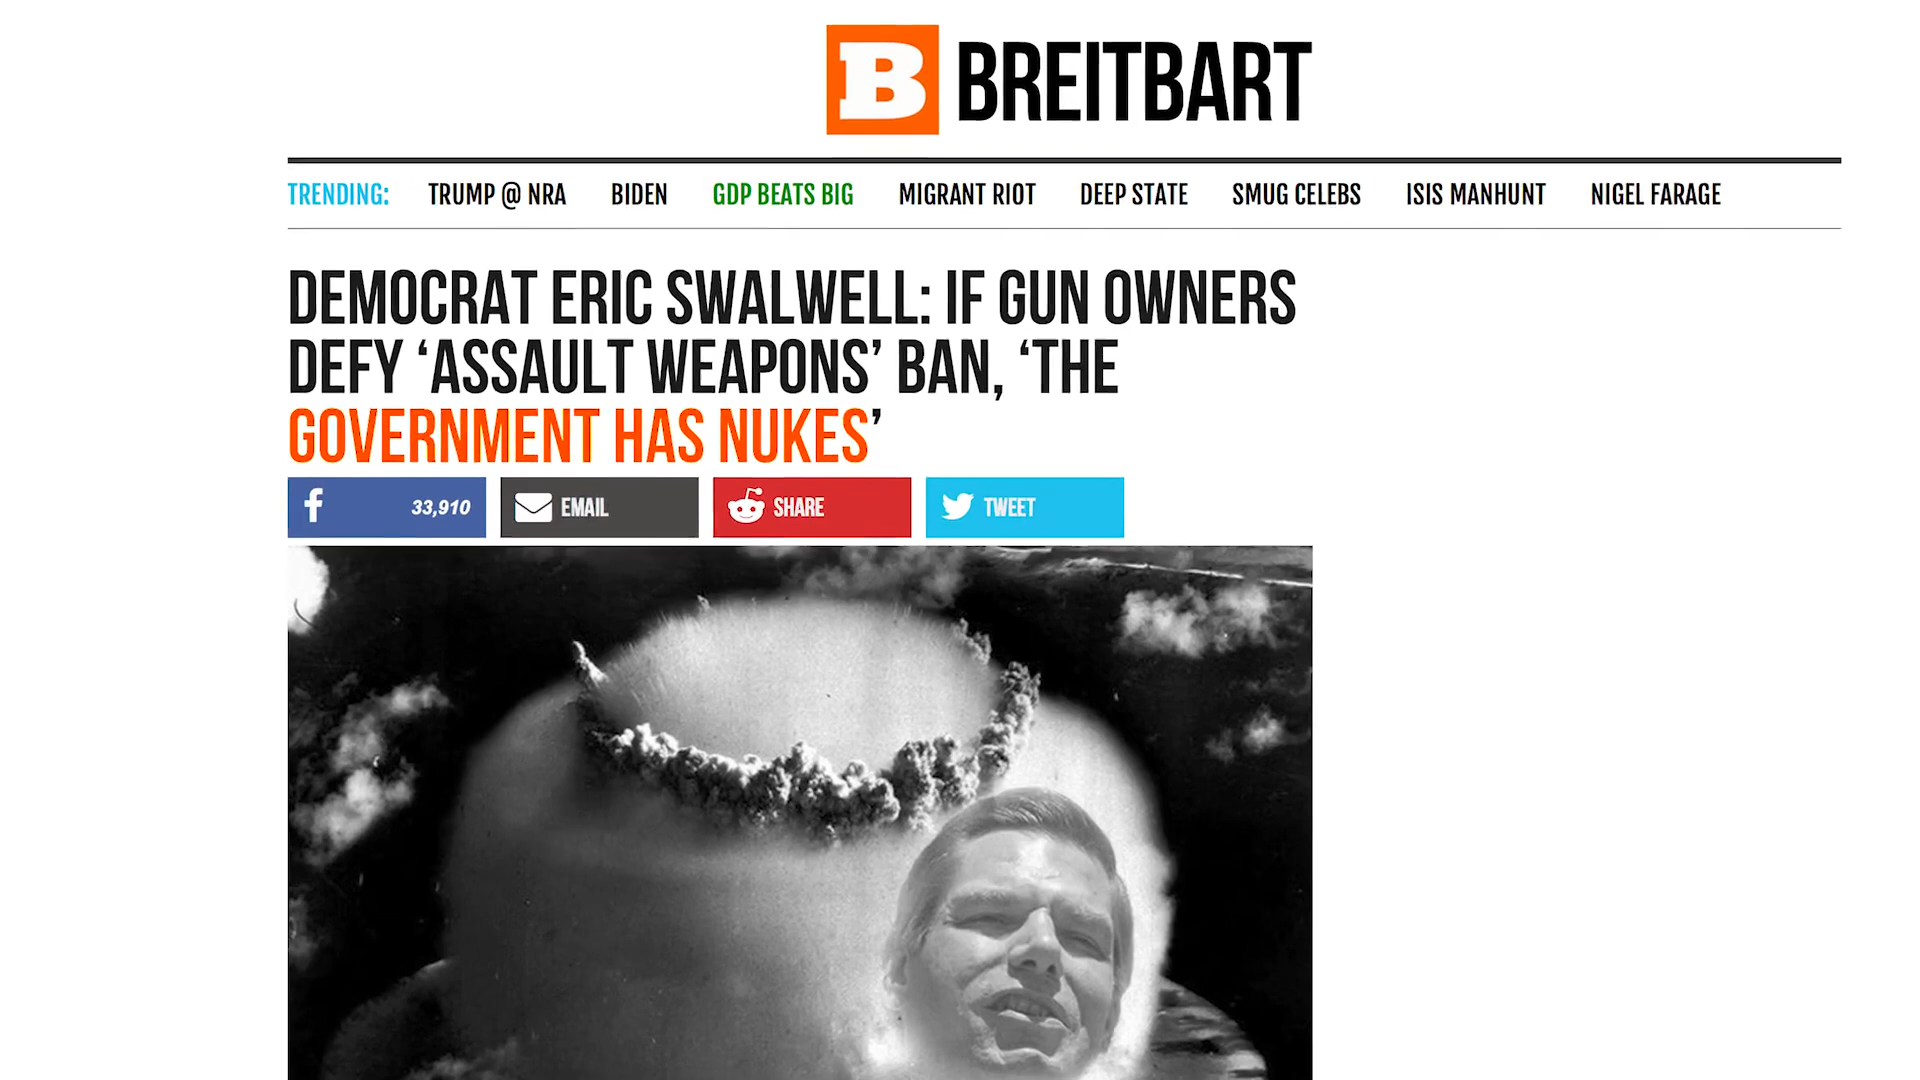 B BREITBART
TRENDING: TRUMP @ NRA BIDEN GDP BEATS BIG MIGRANT RIOT DEEP STATE SMUG CELEBS ISIS MANHUNT NIGEL FARAGE
DEMOCRAT ERIC SWALWELL: IF GUN OWNERS
DEFY ‘ASSAULT WEAPONS’ BAN, ‘THE
GOVERNMENT HAS NUKES’
f 33,910 EMAIL SHARE TWEET